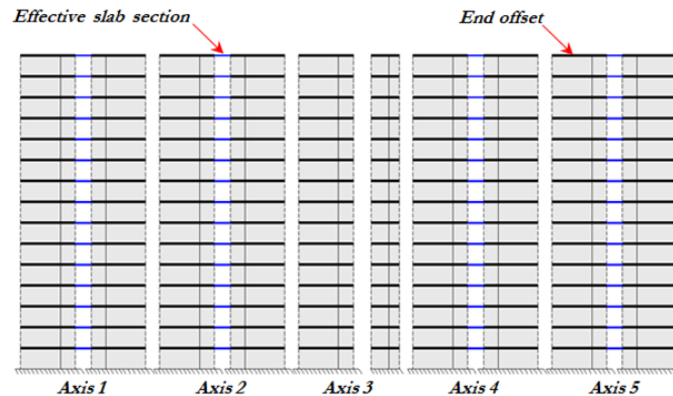 Effective slab section
End offset
Axis 1
Axis 2
Axis 3
Axis 4
Axis 5